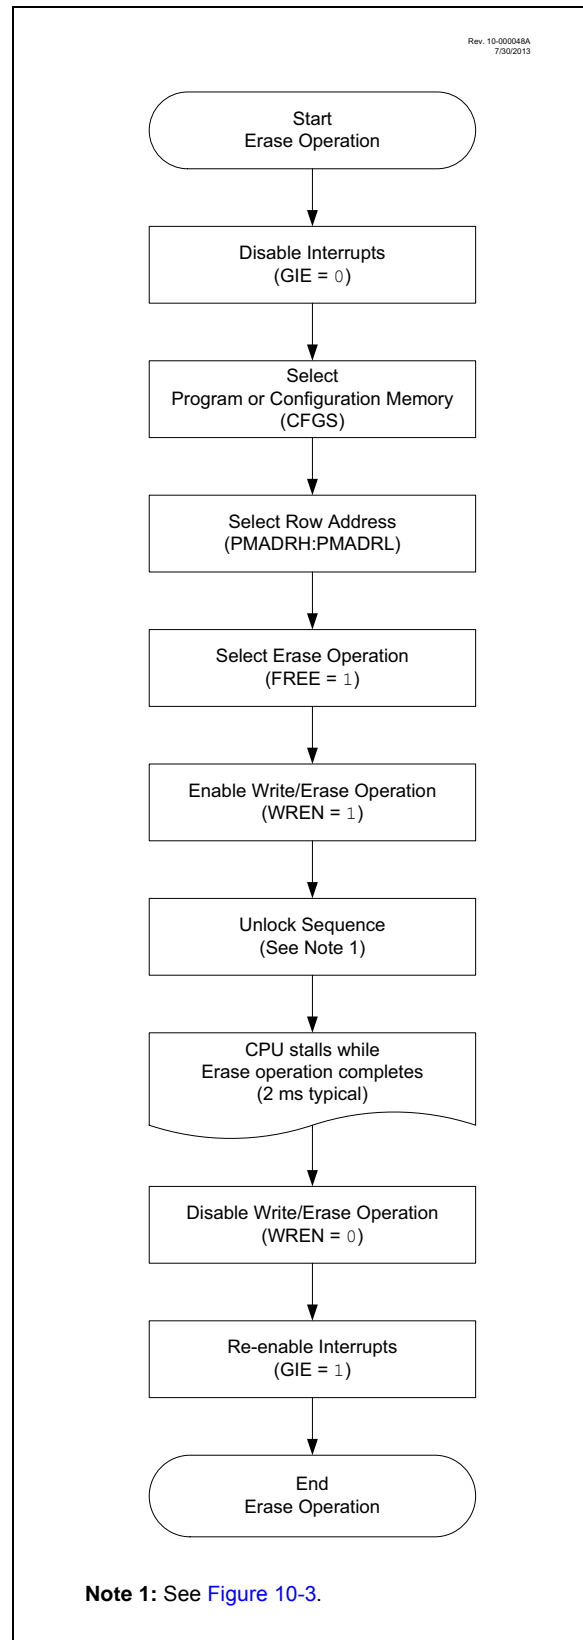 Rev. 10-000048A
7/30/2013
Start
Erase Operation
Disable Interrupts
(GIE = 0)
Select
Program or Configuration Memory
(CFGS)
Select Row Address
(PMADRH:PMADRL)
Select Erase Operation
(FREE = 1)
Enable Write/Erase Operation
(WREN = 1)
Unlock Sequence
(See Note 1)
CPU stalls while
Erase operation completes
(2 ms typical)
Disable Write/Erase Operation
(WREN = 0)
Re-enable Interrupts
(GIE = 1)
End
Erase Operation
Note 1: See Figure 10-3.